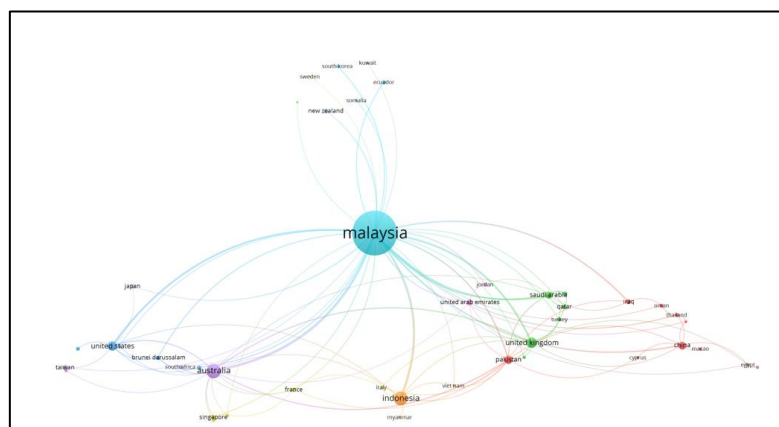 kuwait
south korea
sweden
ecuador
somalia
new zealand
malaysia
jordan
japan
saudi arabia
united arab emirates
iraq
qatar
oman
turkey
thailand
united states
united kingdom
china
macao
brunei darussalam
pakistan
cyprus
taiwan
south africa
egypt
australia
italy
viet nam
france
indonesia
singapore
myanmar